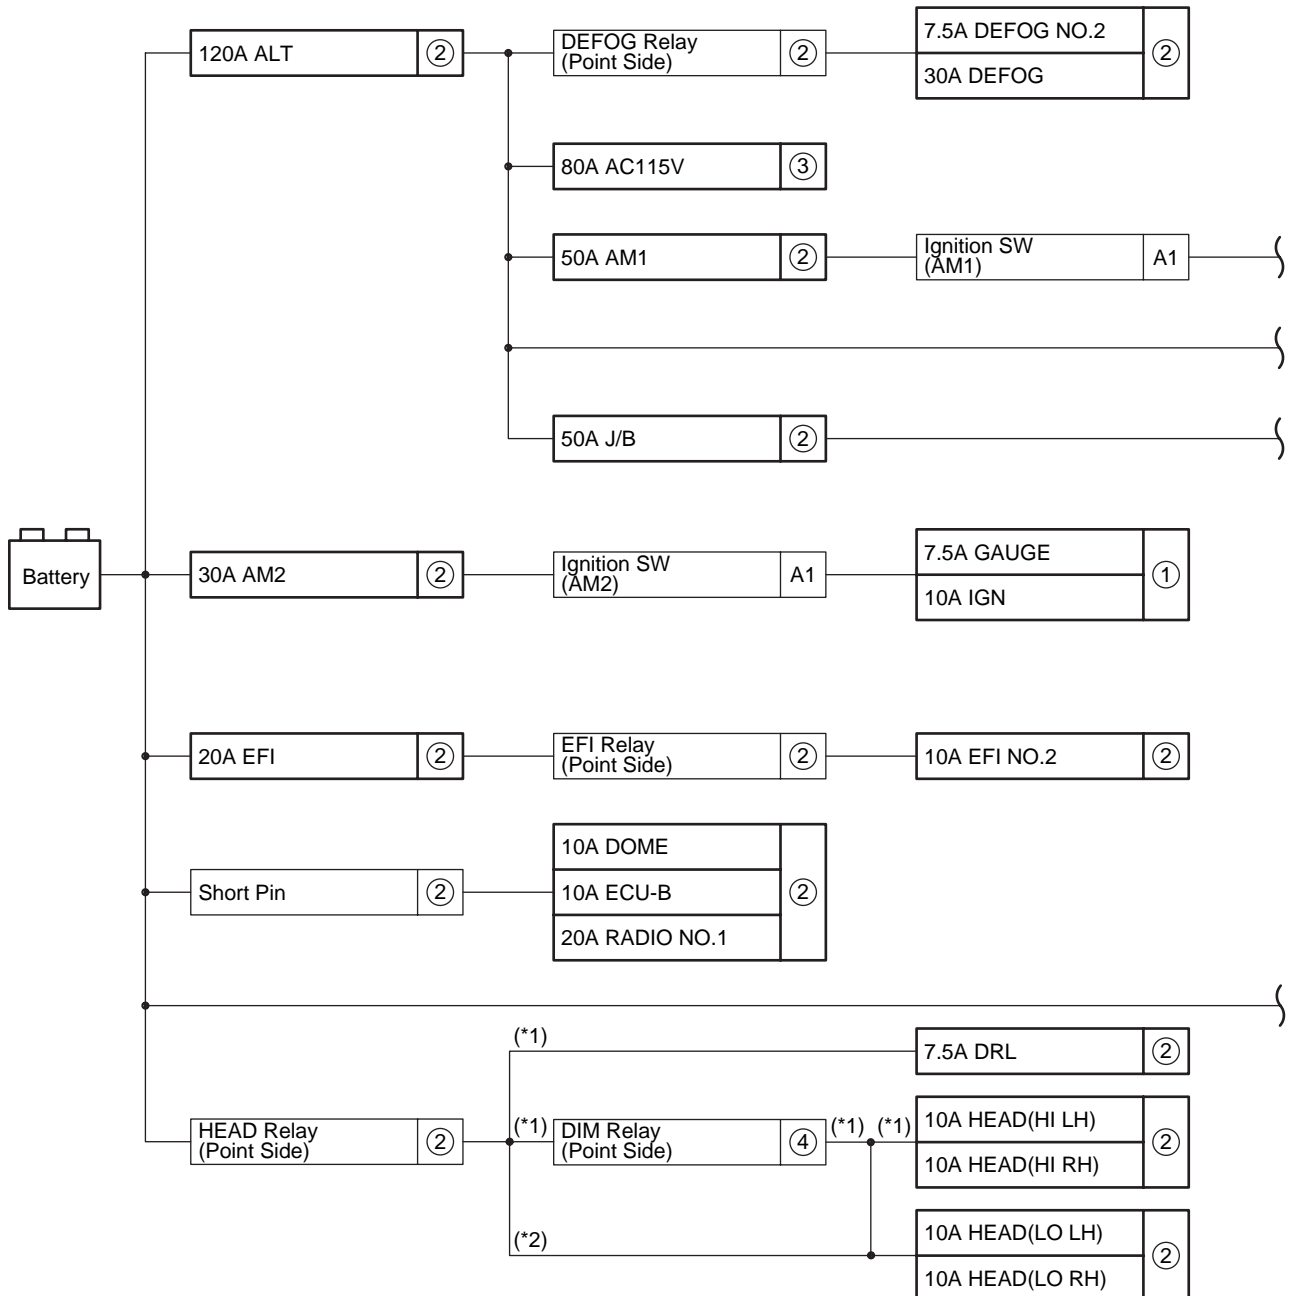 120A ALT ②
DEFOG Relay
(Point Side) ②
7.5A DEFOG NO.2
30A DEFOG
②
80A AC115V ③
50A AM1 ②
Ignition SW
(AM1) A1
50A J/B ②
Battery
30A AM2 ②
Ignition SW
(AM2) A1
7.5A GAUGE
10A IGN
①
20A EFI ②
EFI Relay
(Point Side) ②
10A EFI NO.2 ②
Short Pin ②
10A DOME
10A ECU-B
20A RADIO NO.1
②
(*1)
7.5A DRL ②
HEAD Relay
(Point Side) ②
(*1)
DIM Relay
(Point Side) ④
(*1) (*1)
10A HEAD(HI LH)
10A HEAD(HI RH)
②
(*2)
10A HEAD(LO LH)
10A HEAD(LO RH)
②